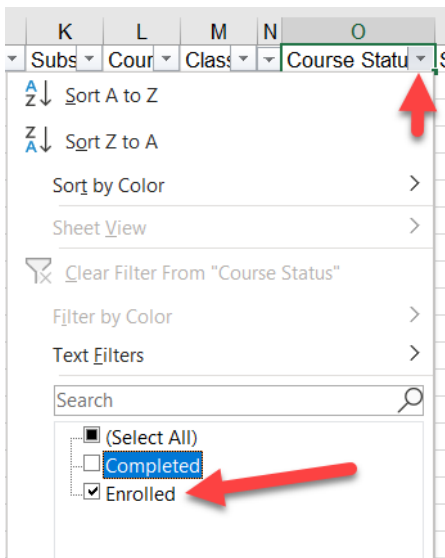 K L M N O
Subs Cour Class Course Statu S
Sort A to Z
Sort Z to A
Sort by Color
Sheet View
Clear Filter From "Course Status"
Filter by Color
Text Filters
Search
(Select All)
Completed
Enrolled